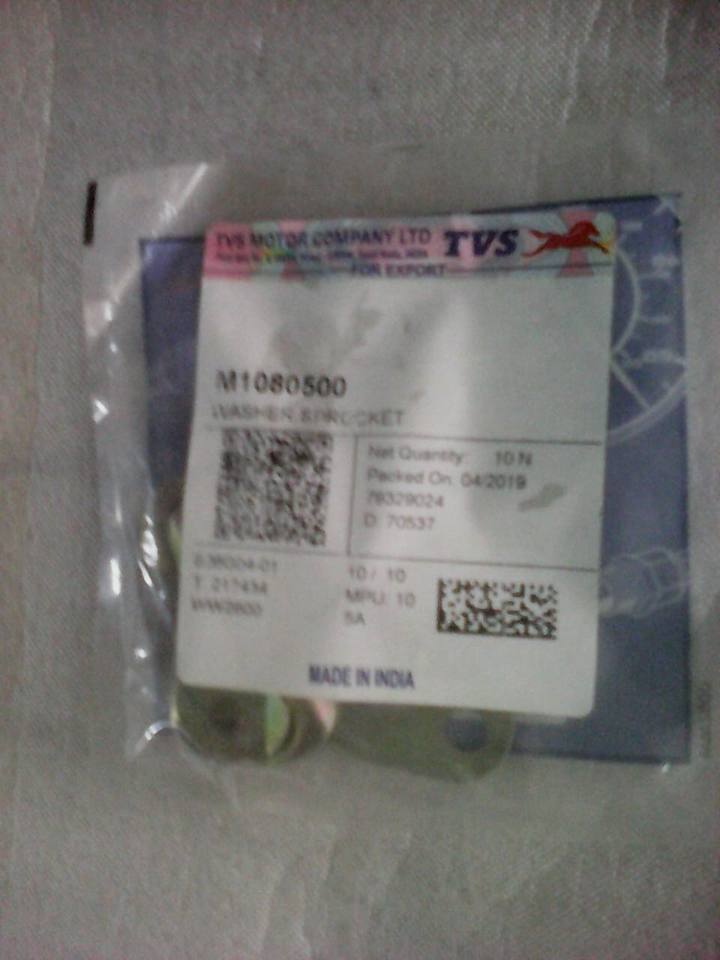 TVS MOTOR COMPANY LTD TVS
FOR EXPORT
M1080500
WASHER SPROCKET
Net Quantity: 10 N
Packed On: 04/2019
78329024
D: 70537
10 / 10
MPU: 10
SA
MADE IN INDIA